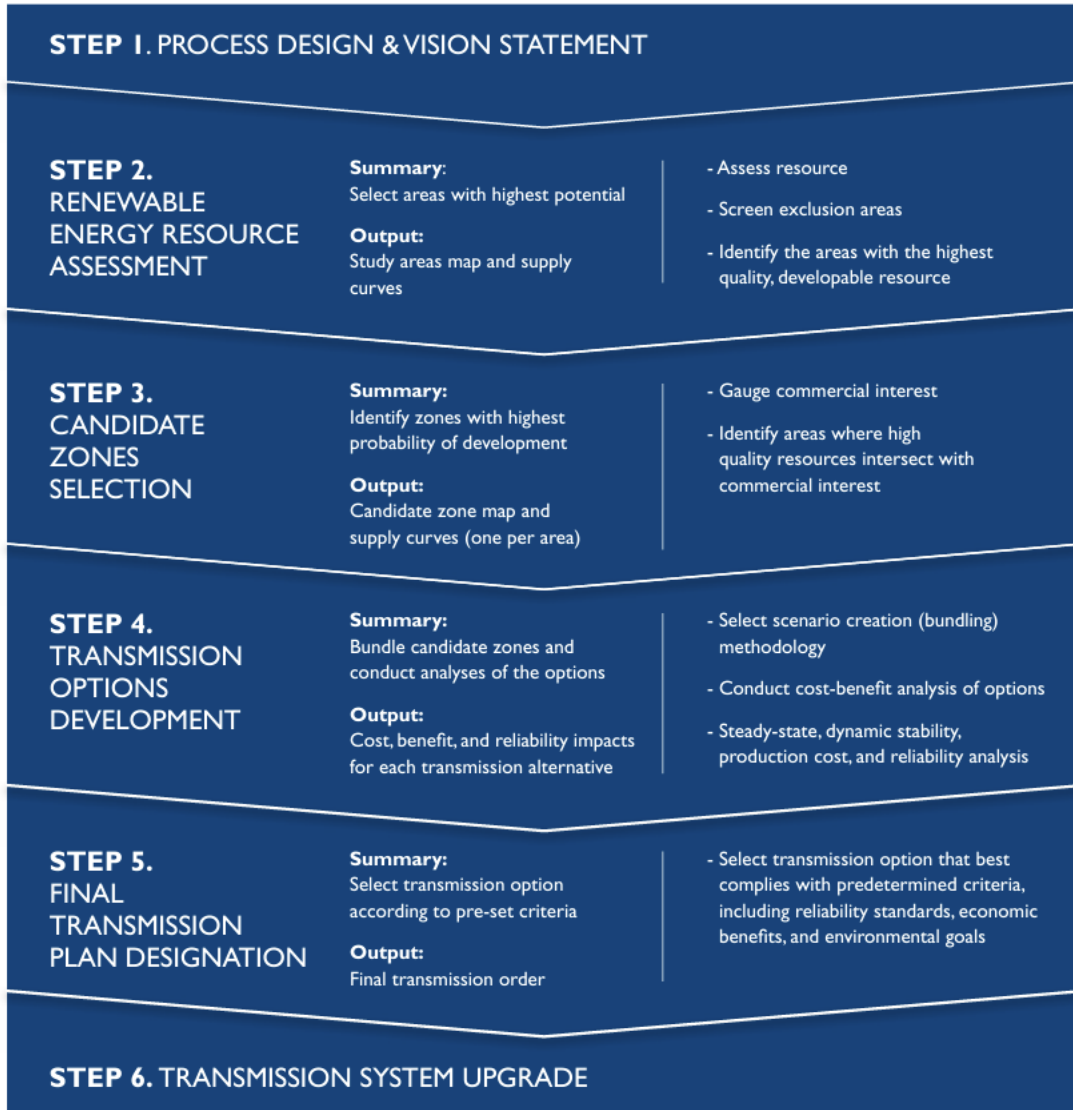 STEP 1. PROCESS DESIGN & VISION STATEMENT
STEP 2.
RENEWABLE
ENERGY RESOURCE
ASSESSMENT
Summary:
Select areas with highest potential
Output:
Study areas map and supply
curves
- Assess resource
- Screen exclusion areas
- Identify the areas with the highest
quality, developable resource
STEP 3.
CANDIDATE
ZONES
SELECTION
Summary:
Identify zones with highest
probability of development
Output:
Candidate zone map and
supply curves (one per area)
- Gauge commercial interest
- Identify areas where high
quality resources intersect with
commercial interest
STEP 4.
TRANSMISSION
OPTIONS
DEVELOPMENT
Summary:
Bundle candidate zones and
conduct analyses of the options
Output:
Cost, benefit, and reliability impacts
for each transmission alternative
- Select scenario creation (bundling)
methodology
- Conduct cost-benefit analysis of options
- Steady-state, dynamic stability,
production cost, and reliability analysis
STEP 5.
FINAL
TRANSMISSION
PLAN DESIGNATION
Summary:
Select transmission option
according to pre-set criteria
Output:
Final transmission order
- Select transmission option that best
complies with predetermined criteria,
including reliability standards, economic
benefits, and environmental goals
STEP 6. TRANSMISSION SYSTEM UPGRADE